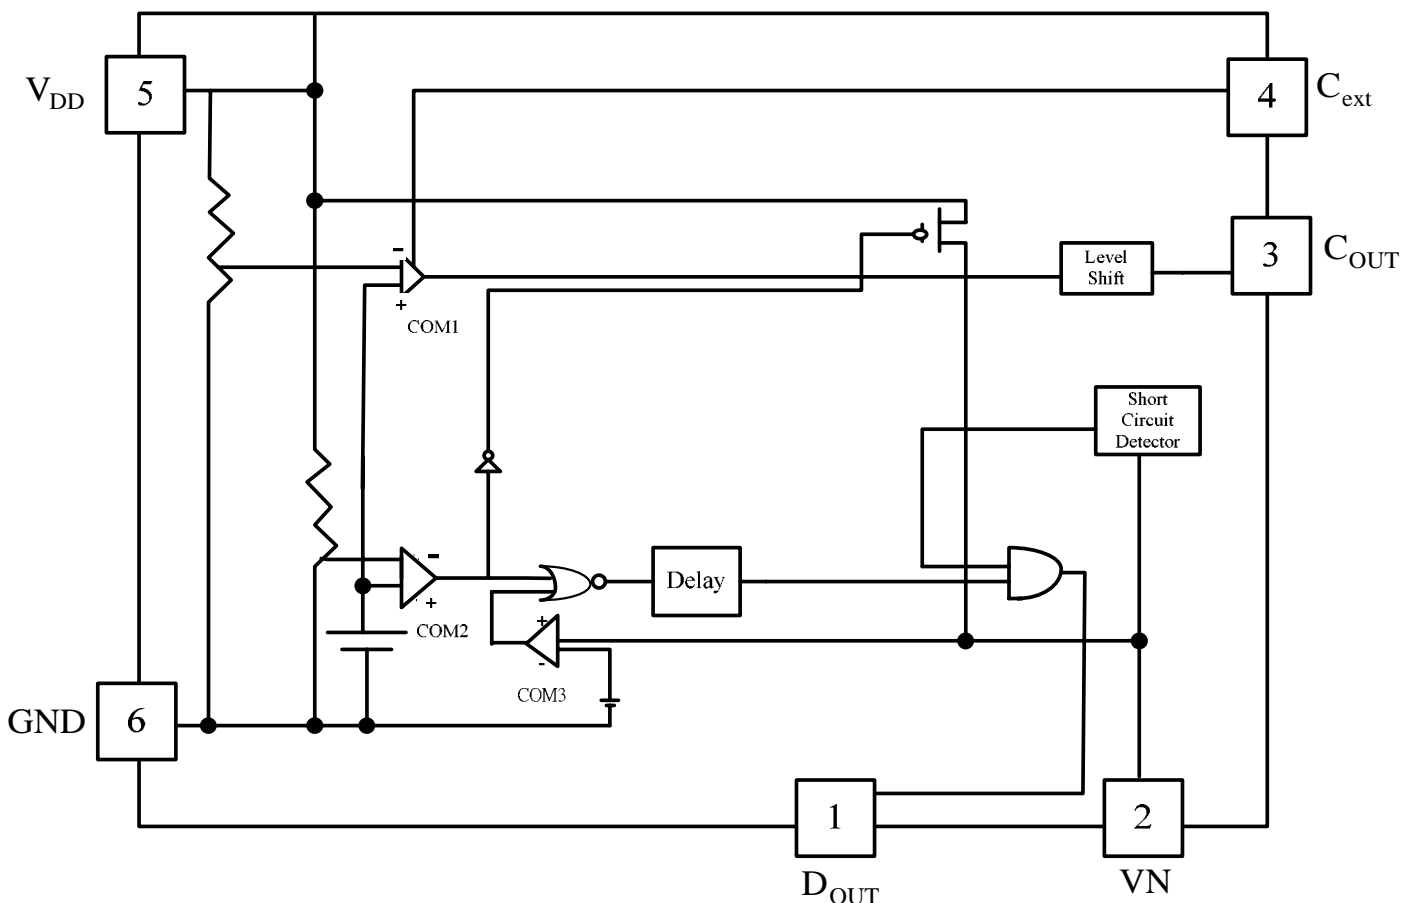 V_DD
5
4
C_ext
-
+
COM1
Level
Shift
3
C_OUT
Short
Circuit
Detector
-
+
COM2
Delay
+
-
COM3
GND
6
1
2
D_OUT
VN